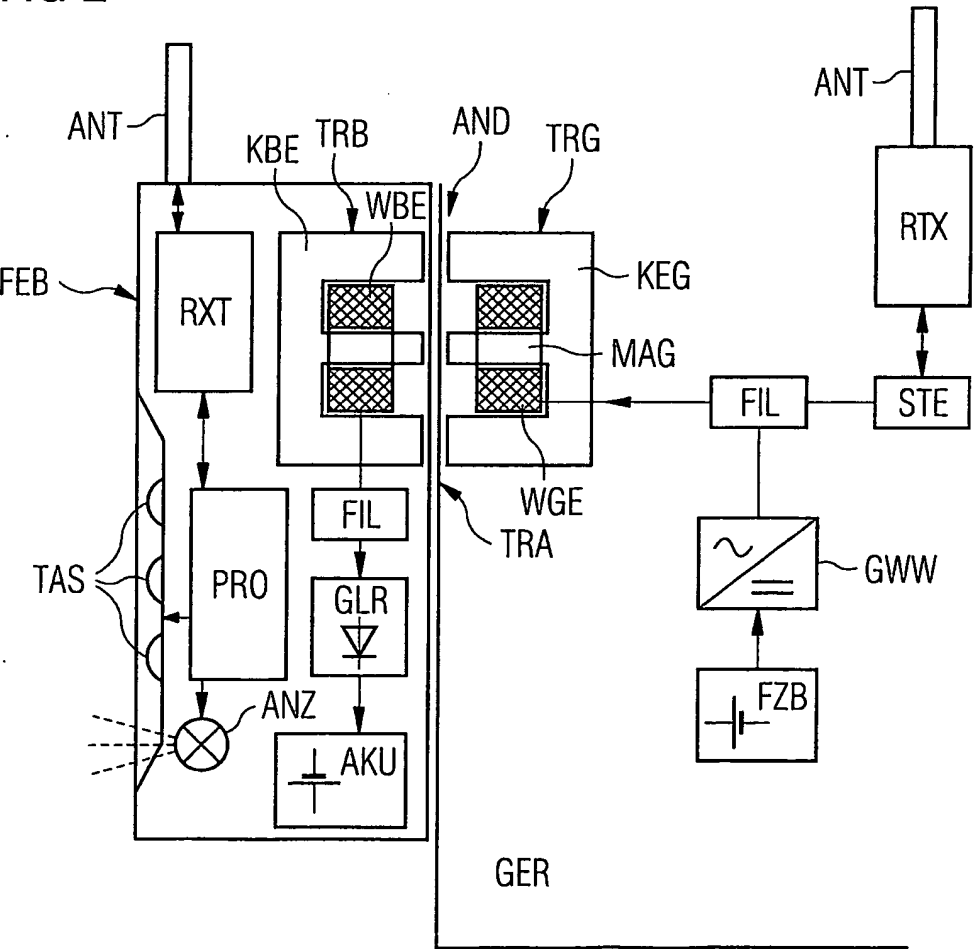 ANT
ANT
KBE
TRB
AND
TRG
WBE
RTX
FEB
RXT
KEG
MAG
FIL
STE
WGE
FIL
TRA
TAS
PRO
GLR
GWW
FZB
ANZ
AKU
GER